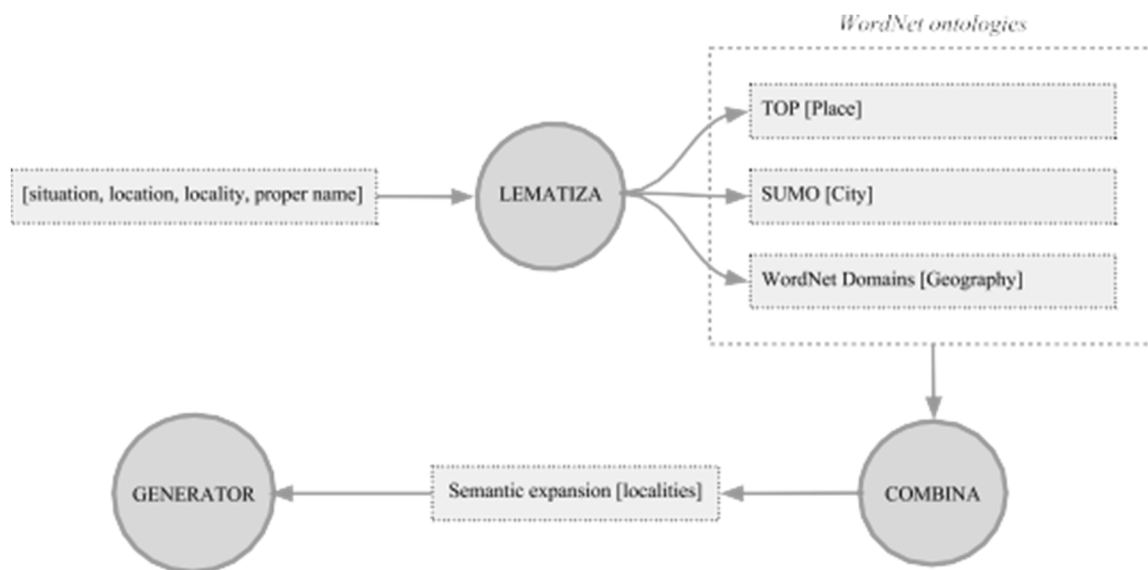 WordNet ontologies
TOP [Place]
[situation, location, locality, proper name]
LEMATIZA
SUMO [City]
WordNet Domains [Geography]
GENERATOR
Semantic expansion [localities]
COMBINA